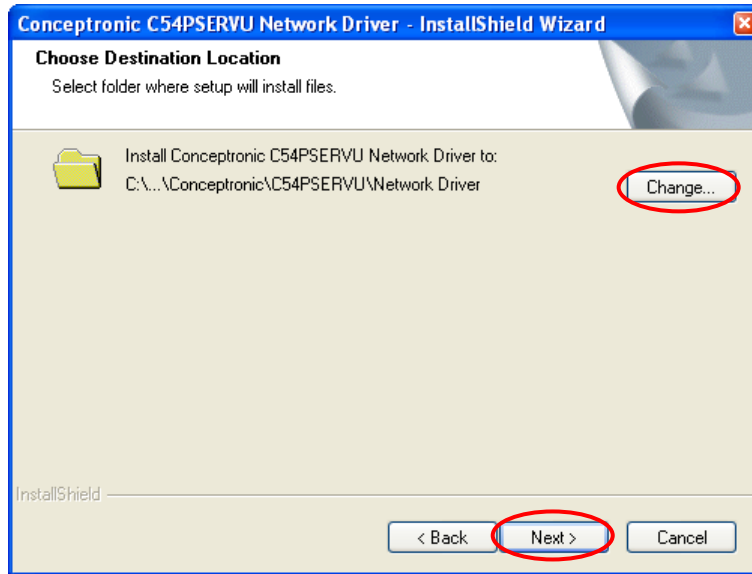 Conceptronic C54PSERVU Network Driver - InstallShield Wizard
Choose Destination Location
Select folder where setup will install files.
Install Conceptronic C54PSERVU Network Driver to:
C:\...\Conceptronic\C54PSERVU\Network Driver
Change...
InstallShield
< Back
Next >
Cancel